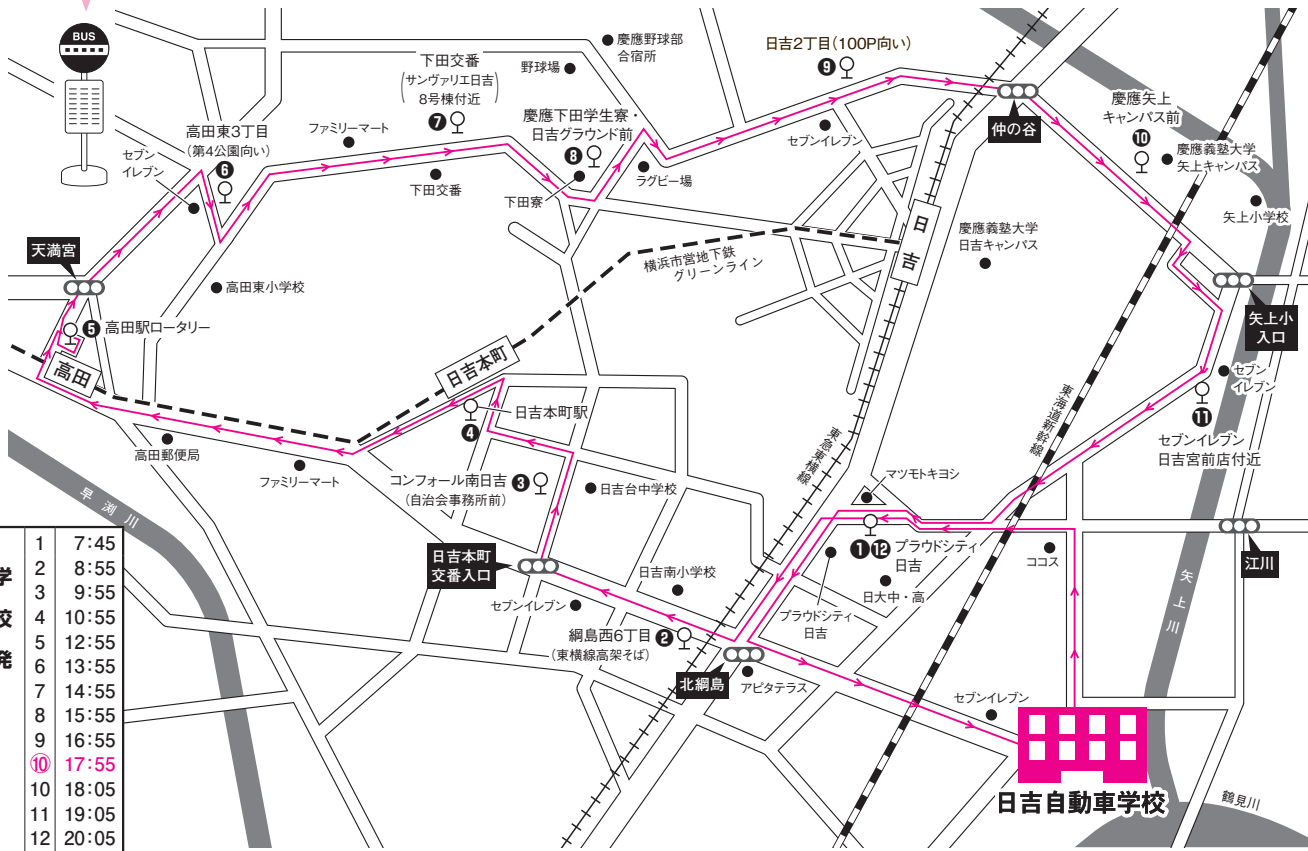 BUS
慶應野球部
合宿所
野球場
下田交番
(サンヴァリエ日吉
8号棟付近)
❼
日吉2丁目(100P向い)
❾
仲の谷
慶應矢上
キャンパス前
❿
慶應義塾大学
矢上キャンパス
矢上小学校
高田東3丁目
(第4公園向い)
❻
セブン
イレブン
ファミリーマート
下田交番
慶應下田学生寮・
日吉グラウンド前
❽
下田寮
ラグビー場
セブンイレブン
天満宮
高田東小学校
❺ 高田駅ロータリー
高田
横浜市営地下鉄
グリーンライン
日吉
慶應義塾大学
日吉キャンパス
矢上小
入口
セブン
イレブン
⓫
セブンイレブン
日吉宮前店付近
東海道新幹線
東急東横線
日吉本町
日吉本町駅
❹
高田郵便局
ファミリーマート
コンフォール南日吉
(自治会事務所前)
❸
日吉台中学校
マツモトキヨシ
❶⓬ プラウドシティ
日吉
早渕川
日吉本町
交番入口
セブンイレブン
日吉南小学校
綱島西6丁目 ❷
(東横線高架そば)
プラウドシティ
日吉
日大中・高
ココス
江川
矢上川
北綱島
アピタテラス
セブンイレブン
日吉自動車学校
鶴見川
学校発
1 7:45
2 8:55
3 9:55
4 10:55
5 12:55
6 13:55
7 14:55
8 15:55
9 16:55
⑩ 17:55
10 18:05
11 19:05
12 20:05